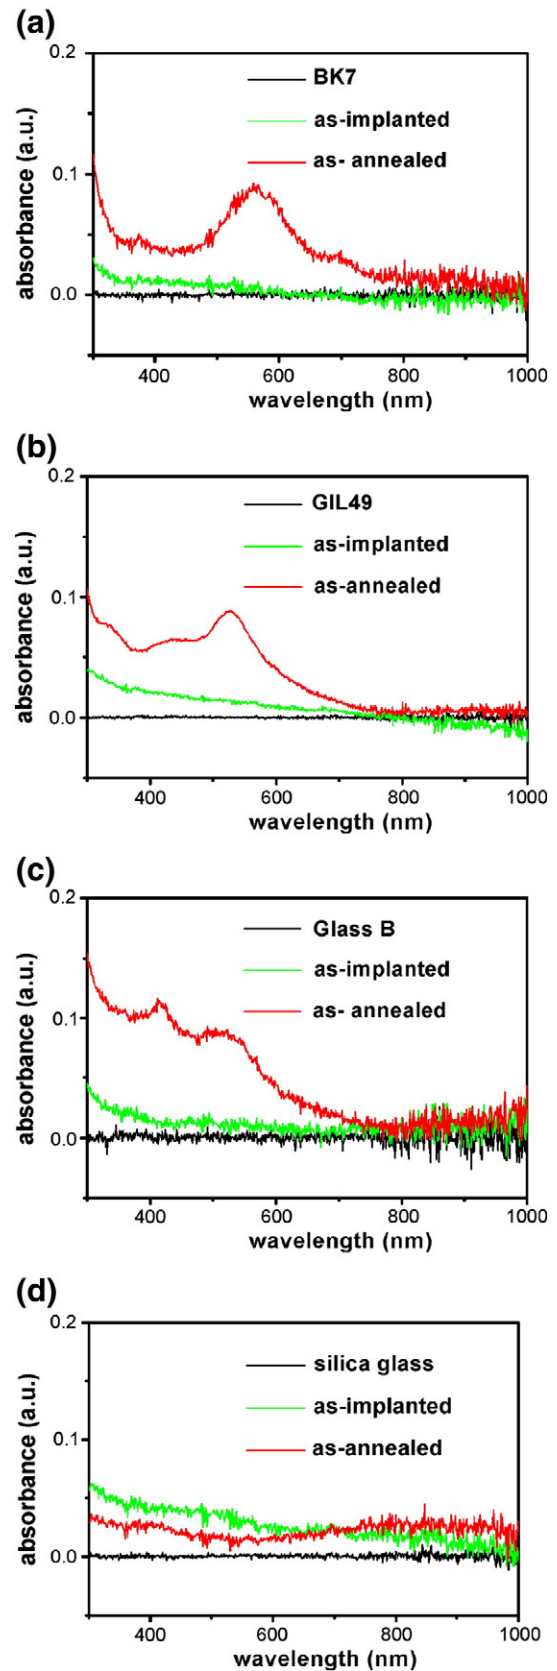 (a)
0.2
BK7
as-implanted
as- annealed
0.1
0.0
absorbance (a.u.)
400 600 800 1000
wavelength (nm)
(b)
0.2
GIL49
as-implanted
as-annealed
0.1
0.0
absorbance (a.u.)
400 600 800 1000
wavelength (nm)
(c)
0.2
Glass B
as-implanted
as- annealed
0.1
0.0
absorbance (a.u.)
400 600 800 1000
wavelength (nm)
(d)
0.2
silica glass
as-implanted
as-annealed
0.1
0.0
absorbance (a.u.)
400 600 800 1000
wavelength (nm)